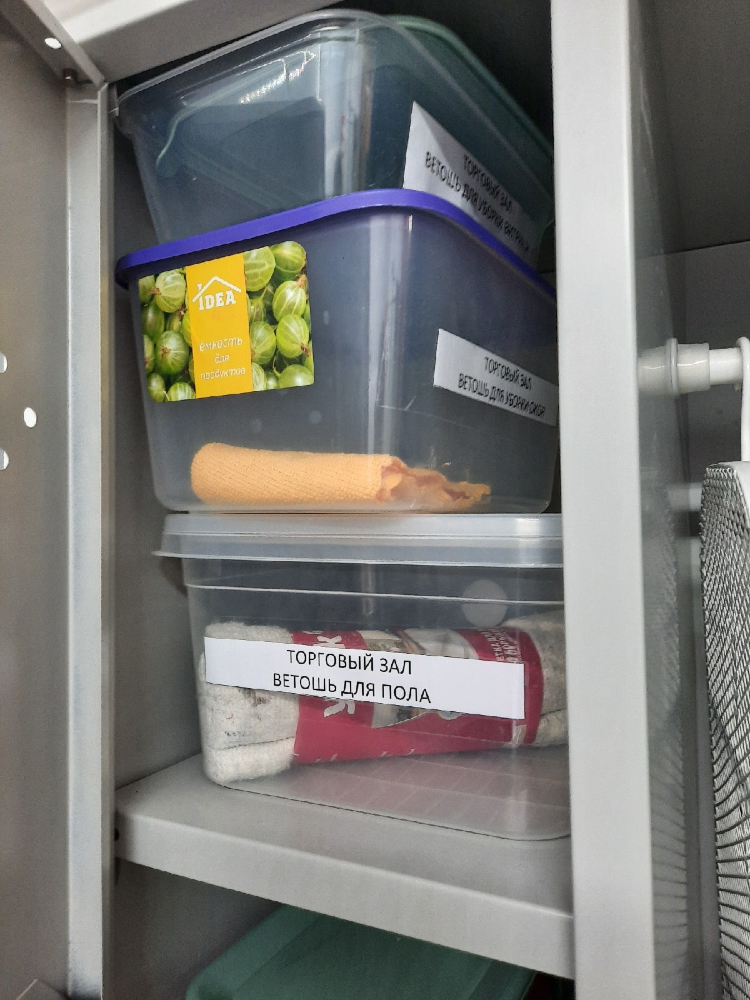 ТОРГОВЫЙ ЗАЛ
ВЕТОШЬ ДЛЯ УБОРКИ ВИТРИН
IDEA
ёмкость
для
продуктов
ТОРГОВЫЙ ЗАЛ
ВЕТОШЬ ДЛЯ УБОРКИ ОКОН
ТОРГОВЫЙ ЗАЛ
ВЕТОШЬ ДЛЯ ПОЛА